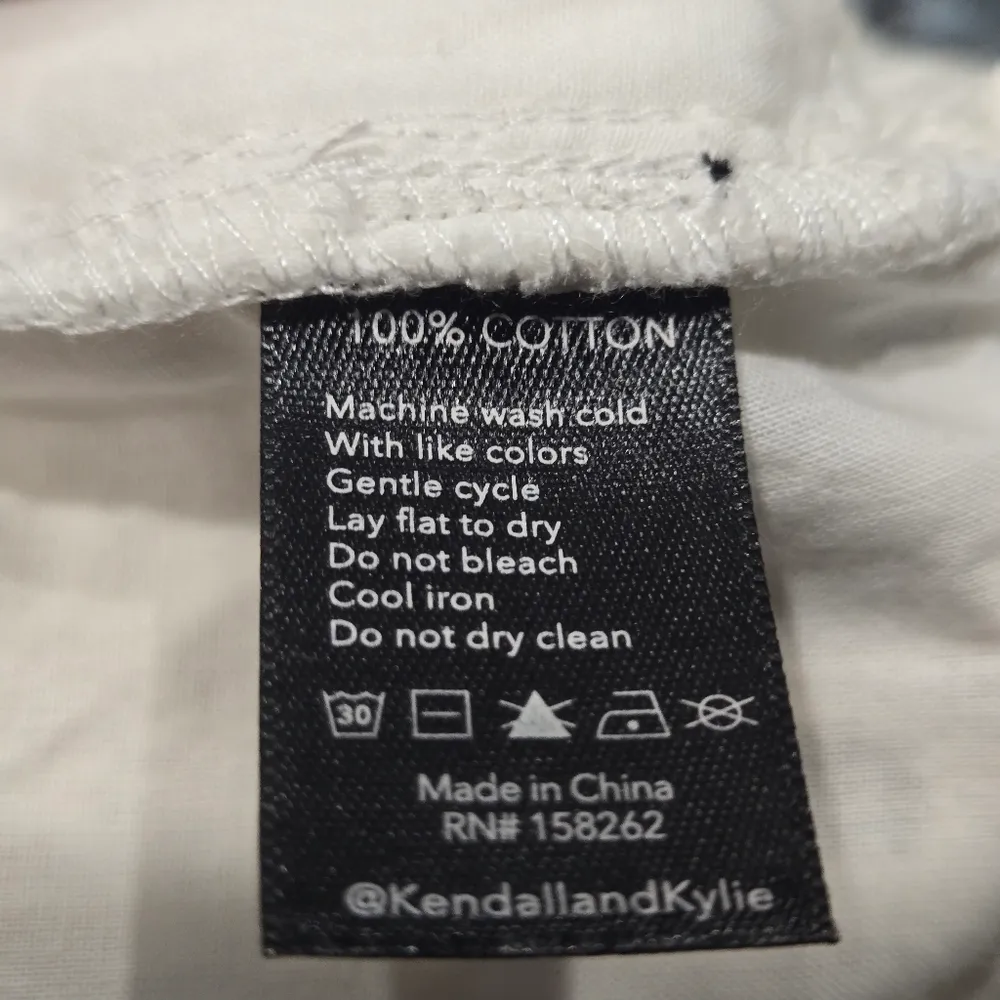 100% COTTON
Machine wash cold
With like colors
Gentle cycle
Lay flat to dry
Do not bleach
Cool iron
Do not dry clean
30
Made in China
RN# 158262
@KendallandKylie